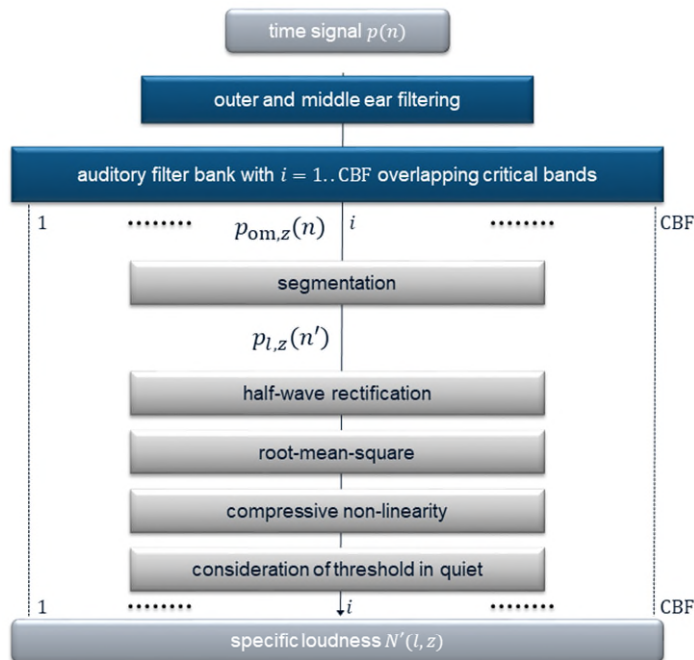 time signal p(n)
outer and middle ear filtering
auditory filter bank with i = 1..CBF overlapping critical bands
1 ........ p_om,z(n) i ........ CBF
segmentation
p_l,z(n′)
half-wave rectification
root-mean-square
compressive non-linearity
consideration of threshold in quiet
1 ........ i ........ CBF
specific loudness N′(l, z)